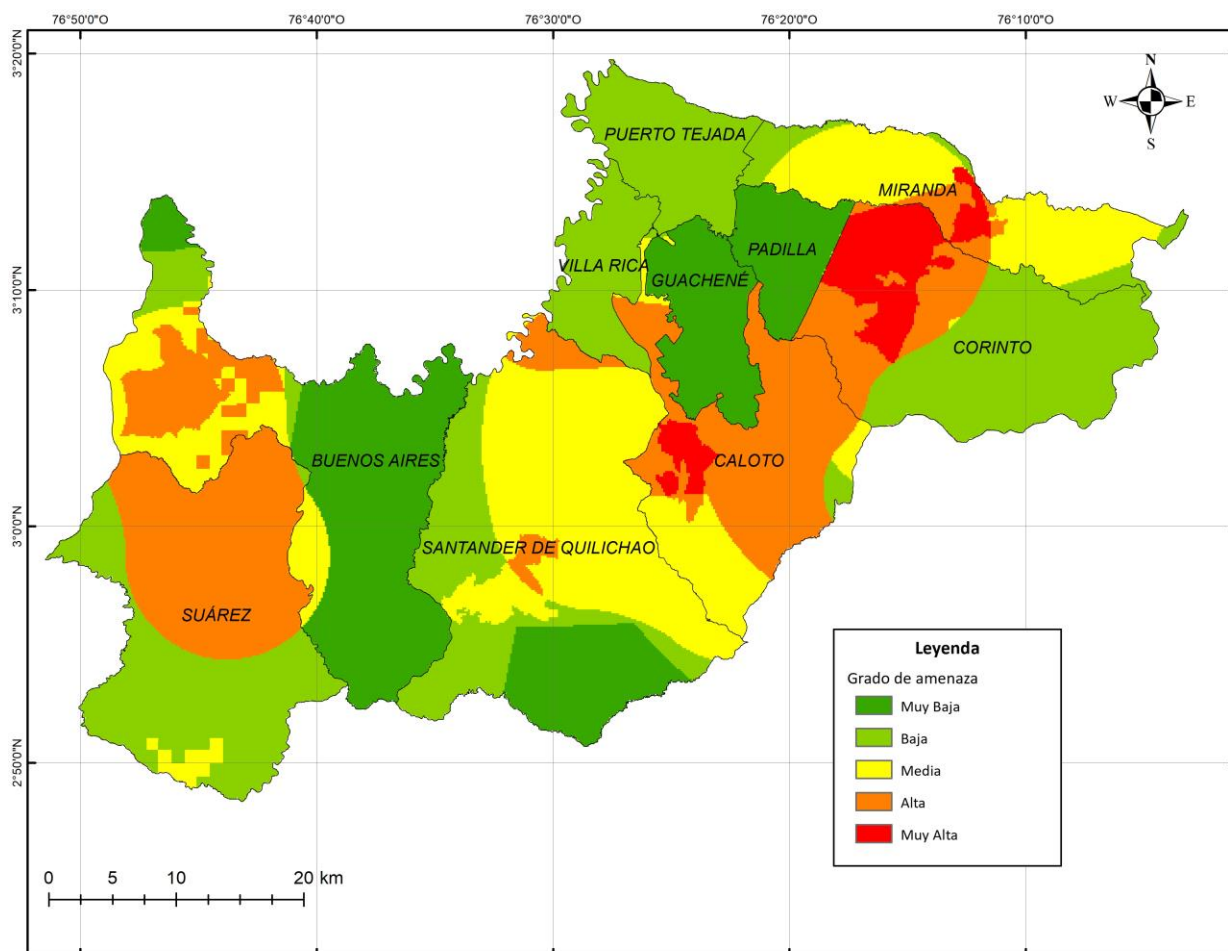 76°50'0"O
76°40'0"O
76°30'0"O
76°20'0"O
76°10'0"O
3°20'0"N
3°10'0"N
3°0'0"N
2°50'0"N
N
W
E
S
PUERTO TEJADA
MIRANDA
PADILLA
VILLA RICA
GUACHENÉ
CORINTO
BUENOS AIRES
CALOTO
SANTANDER DE QUILICHAO
SUÁREZ
Leyenda
Grado de amenaza
Muy Baja
Baja
Media
Alta
Muy Alta
0 5 10 20 km